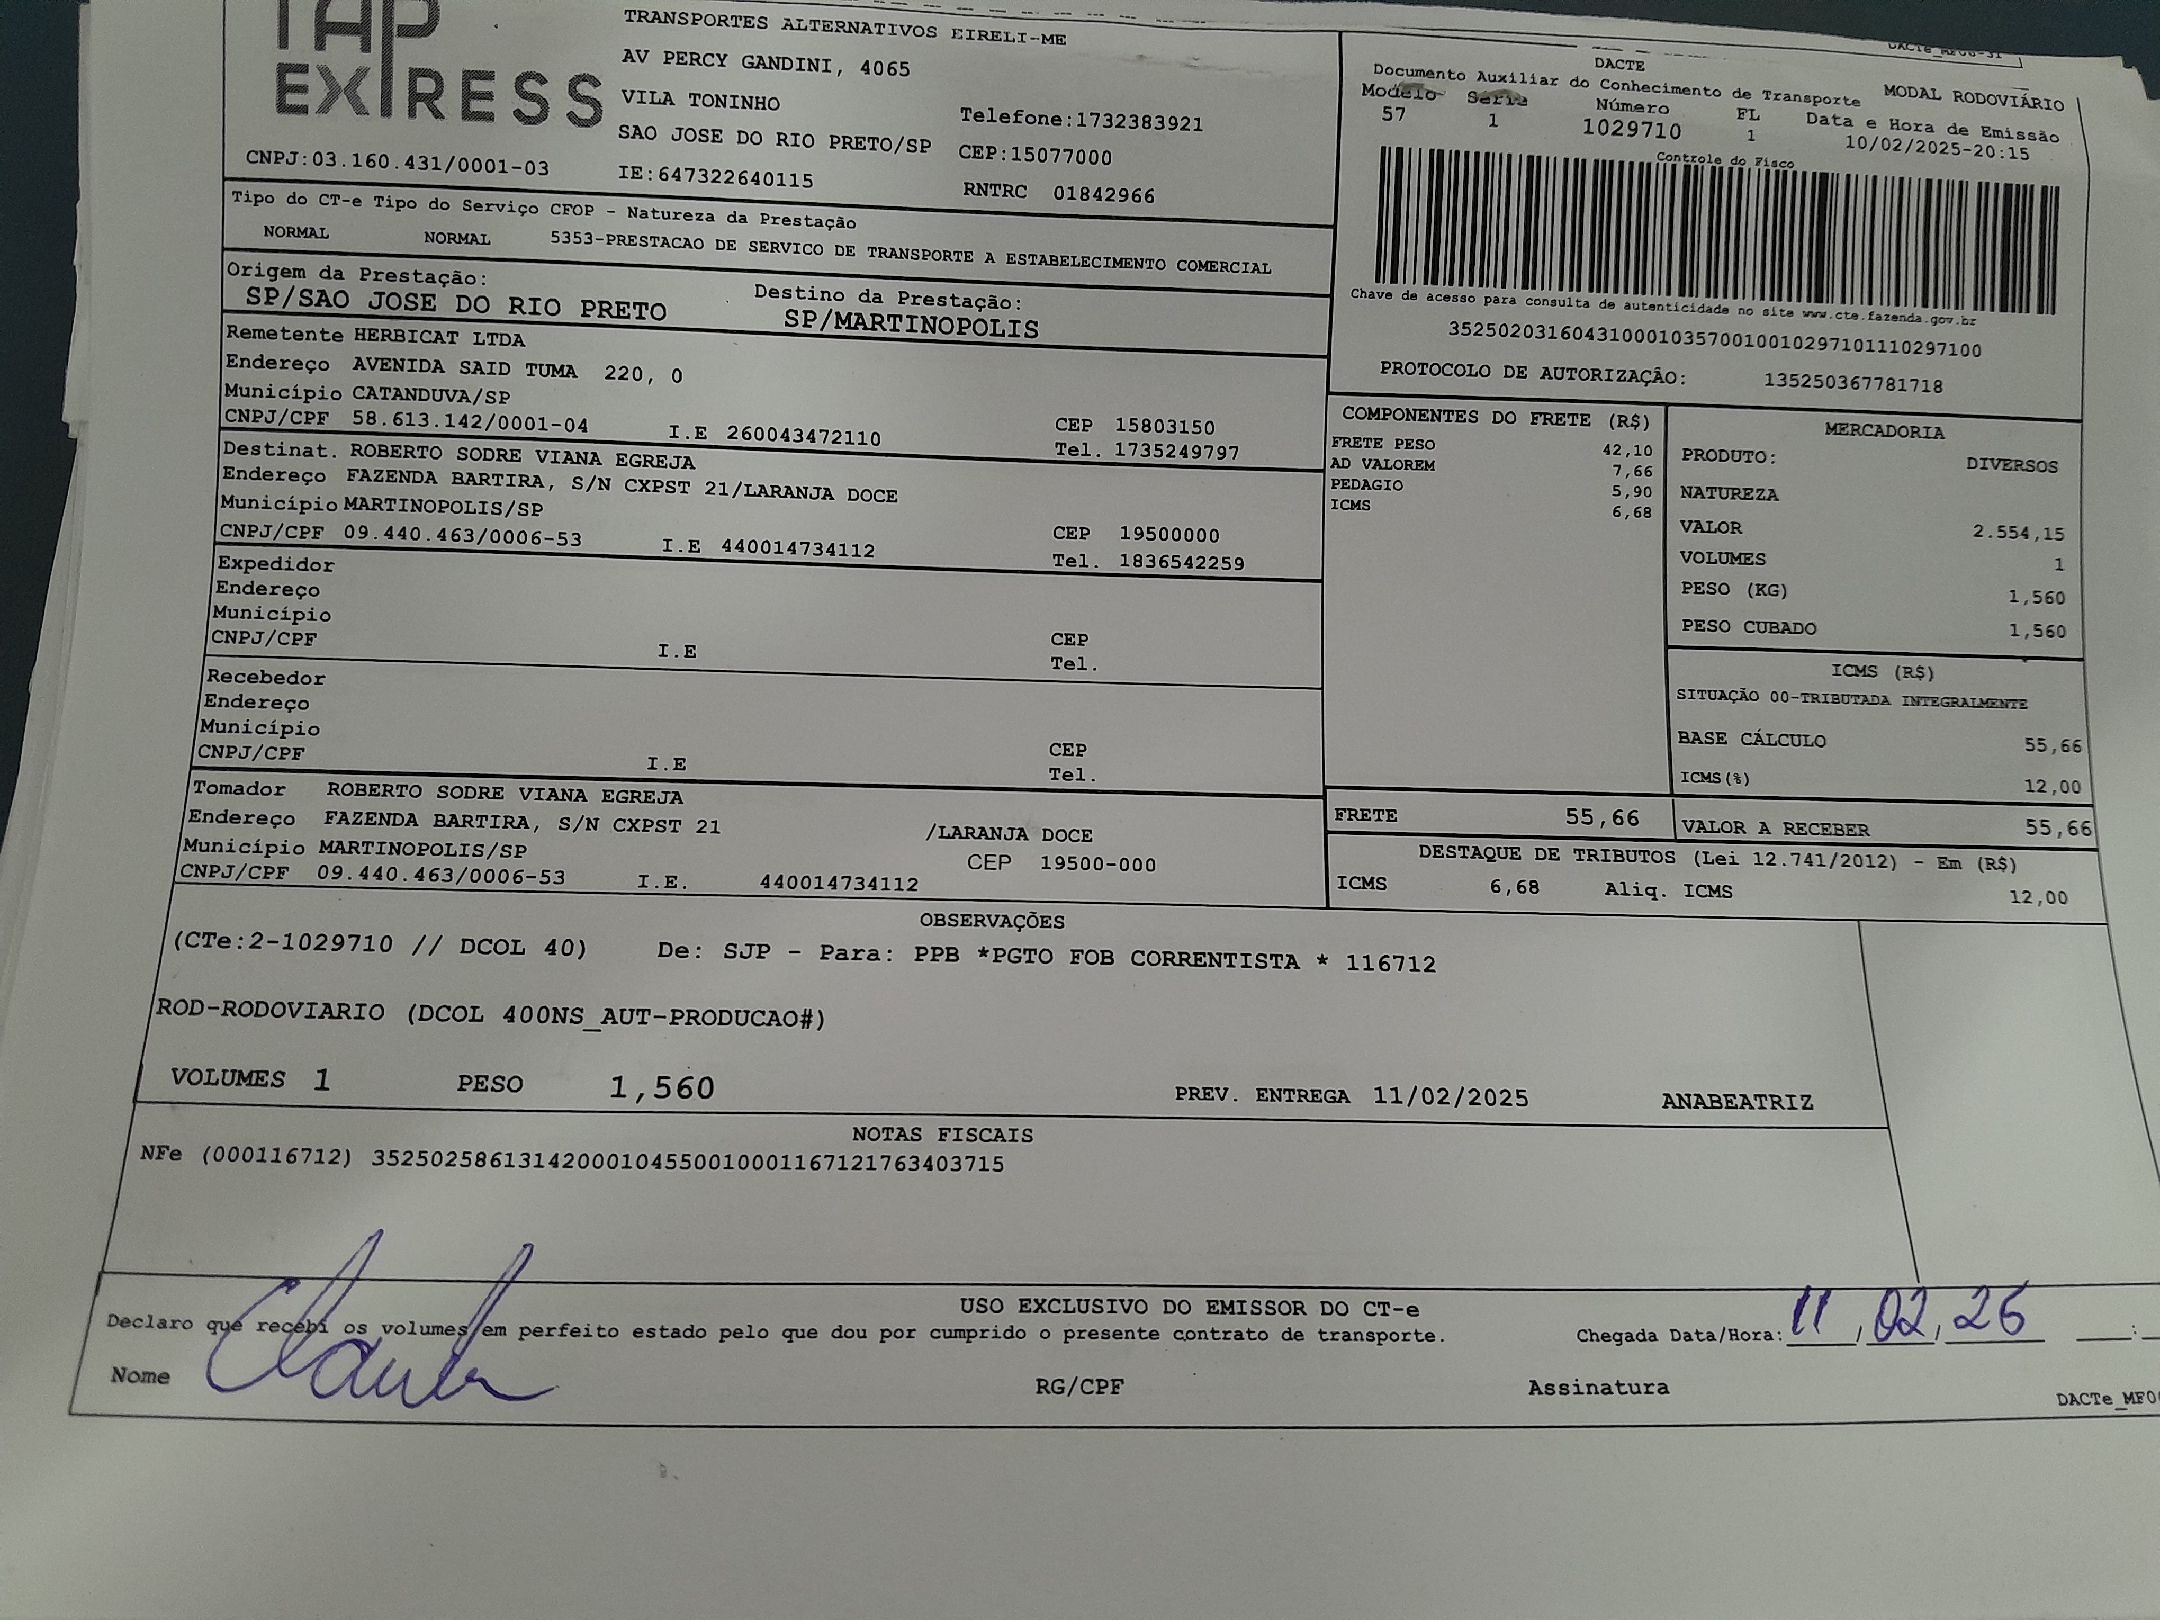 TAP
EXPRESS
TRANSPORTES ALTERNATIVOS EIRELI-ME
AV PERCY GANDINI, 4065
VILA TONINHO
Telefone:1732383921
SAO JOSE DO RIO PRETO/SP CEP:15077000
CNPJ:03.160.431/0001-03 IE:647322640115 RNTRC 01842966
DACTE
Documento Auxiliar do Conhecimento de Transporte MODAL RODOVIÁRIO
Modelo Série Número FL Data e Hora de Emissão
57 1 1029710 1 10/02/2025-20:15
Controle do Fisco
Chave de acesso para consulta de autenticidade no site www.cte.fazenda.gov.br
35250203160431000103570010010297101110297100
PROTOCOLO DE AUTORIZAÇÃO: 135250367781718
Tipo do CT-e Tipo do Serviço CFOP - Natureza da Prestação
NORMAL NORMAL 5353-PRESTACAO DE SERVICO DE TRANSPORTE A ESTABELECIMENTO COMERCIAL
Origem da Prestação: Destino da Prestação:
SP/SAO JOSE DO RIO PRETO SP/MARTINOPOLIS
Remetente HERBICAT LTDA
Endereço AVENIDA SAID TUMA 220, 0
Município CATANDUVA/SP CEP 15803150
CNPJ/CPF 58.613.142/0001-04 I.E 260043472110 Tel. 1735249797
Destinat. ROBERTO SODRE VIANA EGREJA
Endereço FAZENDA BARTIRA, S/N CXPST 21/LARANJA DOCE
Município MARTINOPOLIS/SP CEP 19500000
CNPJ/CPF 09.440.463/0006-53 I.E 440014734112 Tel. 1836542259
Expedidor
Endereço
Município CEP
CNPJ/CPF I.E Tel.
Recebedor
Endereço
Município CEP
CNPJ/CPF I.E Tel.
Tomador ROBERTO SODRE VIANA EGREJA
Endereço FAZENDA BARTIRA, S/N CXPST 21 /LARANJA DOCE
Município MARTINOPOLIS/SP CEP 19500-000
CNPJ/CPF 09.440.463/0006-53 I.E. 440014734112
COMPONENTES DO FRETE (R$)
FRETE PESO 42,10
AD VALOREM 7,66
PEDAGIO 5,90
ICMS 6,68
MERCADORIA
PRODUTO: DIVERSOS
NATUREZA
VALOR 2.554,15
VOLUMES 1
PESO (KG) 1,560
PESO CUBADO 1,560
ICMS (R$)
SITUAÇÃO 00-TRIBUTADA INTEGRALMENTE
BASE CÁLCULO 55,66
ICMS(%) 12,00
FRETE 55,66 VALOR A RECEBER 55,66
DESTAQUE DE TRIBUTOS (Lei 12.741/2012) - Em (R$)
ICMS 6,68 Aliq. ICMS 12,00
OBSERVAÇÕES
(CTe:2-1029710 // DCOL 40) De: SJP - Para: PPB *PGTO FOB CORRENTISTA * 116712
ROD-RODOVIARIO (DCOL 400NS_AUT-PRODUCAO#)
VOLUMES 1 PESO 1,560 PREV. ENTREGA 11/02/2025 ANABEATRIZ
NOTAS FISCAIS
NFe (000116712) 35250258613142000104550010001167121763403715
USO EXCLUSIVO DO EMISSOR DO CT-e
Declaro que recebi os volumes em perfeito estado pelo que dou por cumprido o presente contrato de transporte. Chegada Data/Hora: 11/02/25 __:
Nome RG/CPF Assinatura